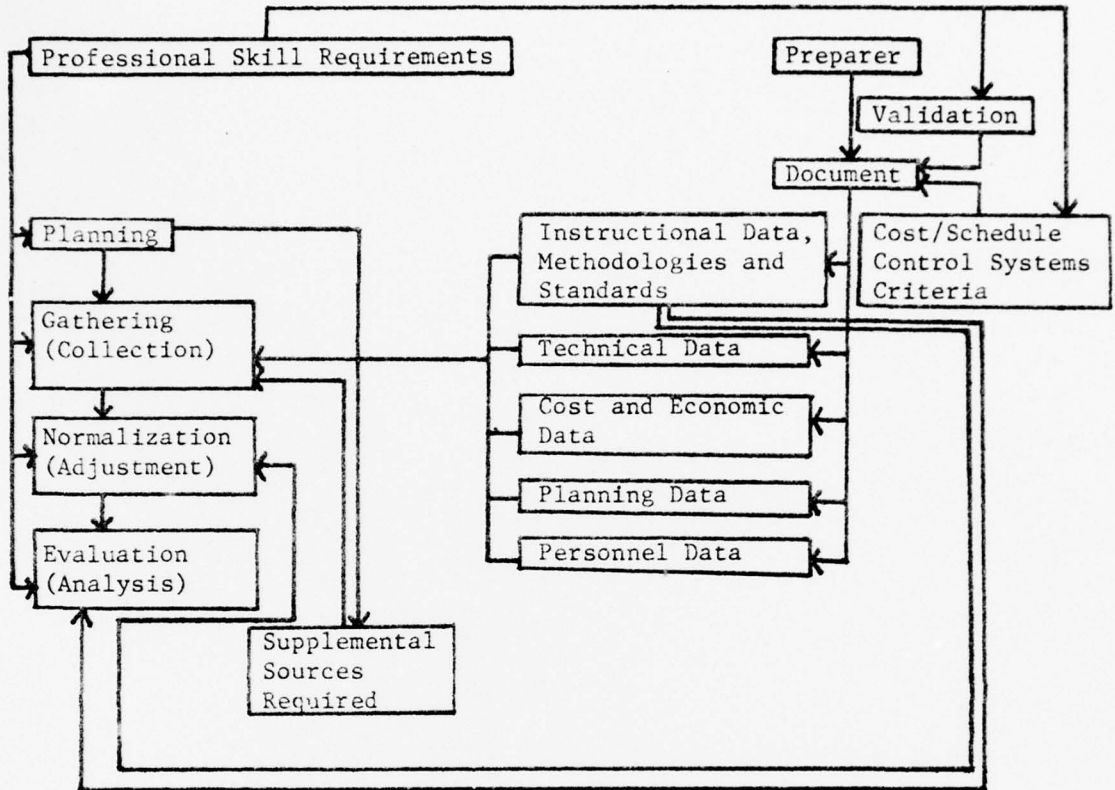 Professional Skill Requirements
Preparer
Validation
Document
Planning
Instructional Data,
Methodologies and
Standards
Cost/Schedule
Control Systems
Criteria
Gathering
(Collection)
Technical Data
Cost and Economic
Data
Normalization
(Adjustment)
Planning Data
Evaluation
(Analysis)
Personnel Data
Supplemental
Sources
Required